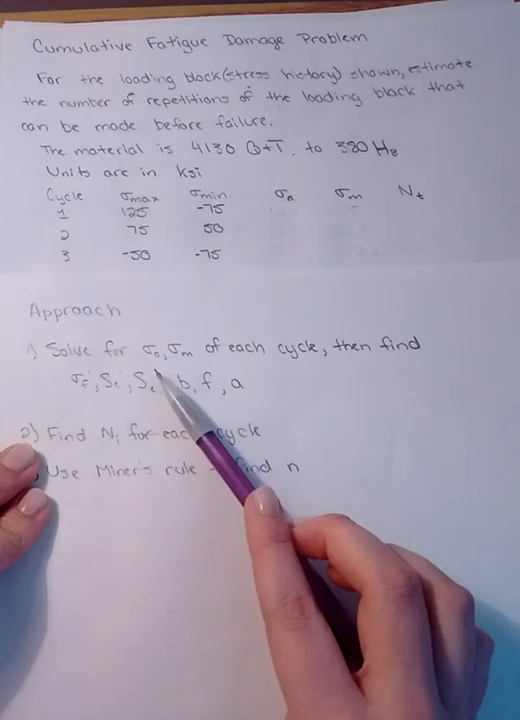 Cumulative Fatigue Damage Problem
For the loading block (stress history) shown, estimate
the number of repetitions of the loading block that
can be made before failure.
The material is 4130 Q+T. to 380 HB
Units are in ksi
Cycle σmax σmin σa σm Nf
1 125 -75
2 75 50
3 -50 -75
Approach
1) Solve for σa, σm of each cycle, then find
σf', Se', Se b, f, a
2) Find Ni for each cycle
Use Miner's rule find n